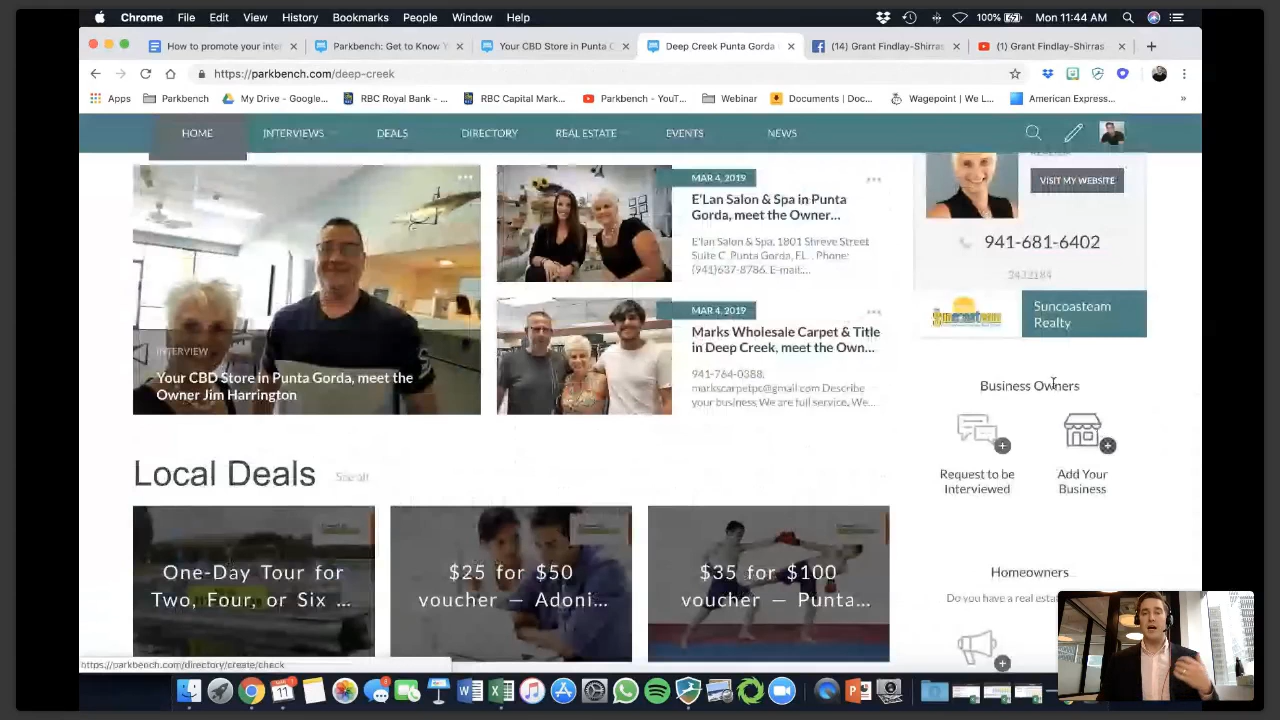 Chrome File Edit View History Bookmarks People Window Help
100% Mon 11:44 AM
How to promote your inte
Parkbench: Get to Know Y
Your CBD Store in Punta G
Deep Creek Punta Gorda
(14) Grant Findlay-Shirras
(1) Grant Findlay-Shirras
https://parkbench.com/deep-creek
Apps
Parkbench
My Drive - Google...
RBC Royal Bank - ...
RBC Capital Mark...
Parkbench - YouT...
Webinar
Documents | Doc...
Wagepoint | We L...
American Express...
»
HOME INTERVIEWS DEALS DIRECTORY REAL ESTATE EVENTS NEWS
INTERVIEW
Your CBD Store in Punta Gorda, meet the
Owner Jim Harrington
MAR 4, 2019
E'Lan Salon & Spa in Punta
Gorda, meet the Owner...
E'lan Salon & Spa, 1801 Shreve Street
Suite C Punta Gorda, FL, . Phone:
(941)637-8786. E-mail:...
MAR 4, 2019
Marks Wholesale Carpet & Title
in Deep Creek, meet the Own...
941-764-0388.
markscarpetpc@gmail.com Describe
your business We are full service. We...
VISIT MY WEBSITE
941-681-6402
3432184
Suncoasteam
Suncoasteam
Realty
Business Owners
Request to be
Interviewed
Add Your
Business
Local Deals See all
One-Day Tour for
Two, Four, or Six ...
$25 for $50
voucher — Adoni...
$35 for $100
voucher — Punta...
Homeowners
Do you have a real esta
https://parkbench.com/directory/create/check
11